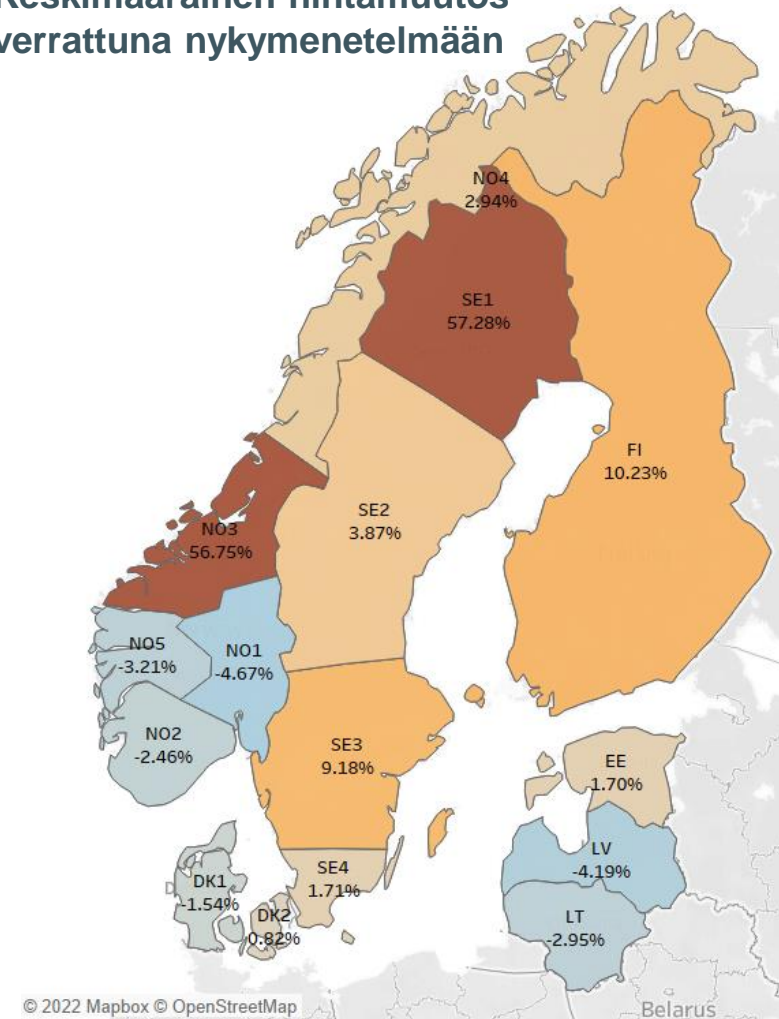 Keskimääräinen hintamuutos
verrattuna nykymenetelmään
NO4
2.94%
SE1
57.28%
FI
10.23%
SE2
3.87%
NO3
56.75%
NO5
-3.21%
NO1
-4.67%
NO2
-2.46%
SE3
9.18%
EE
1.70%
LV
-4.19%
SE4
1.71%
DK1
-1.54%
DK2
0.82%
LT
-2.95%
© 2022 Mapbox © OpenStreetMap
Belarus